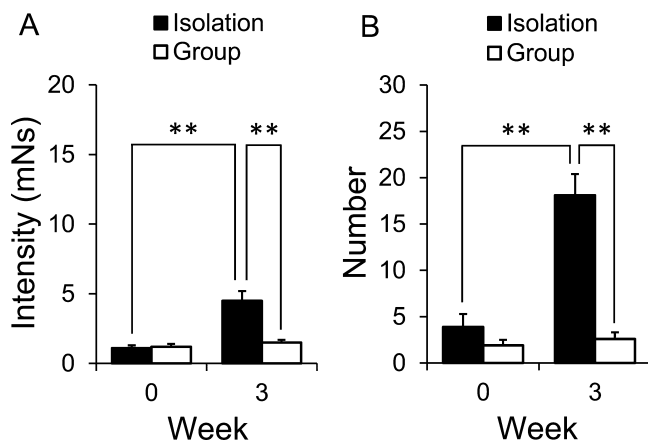 A
Isolation
Group
Intensity (mNs)
20
15
10
5
0
**
**
0
3
Week
B
Isolation
Group
Number
30
25
20
15
10
5
0
**
**
0
3
Week